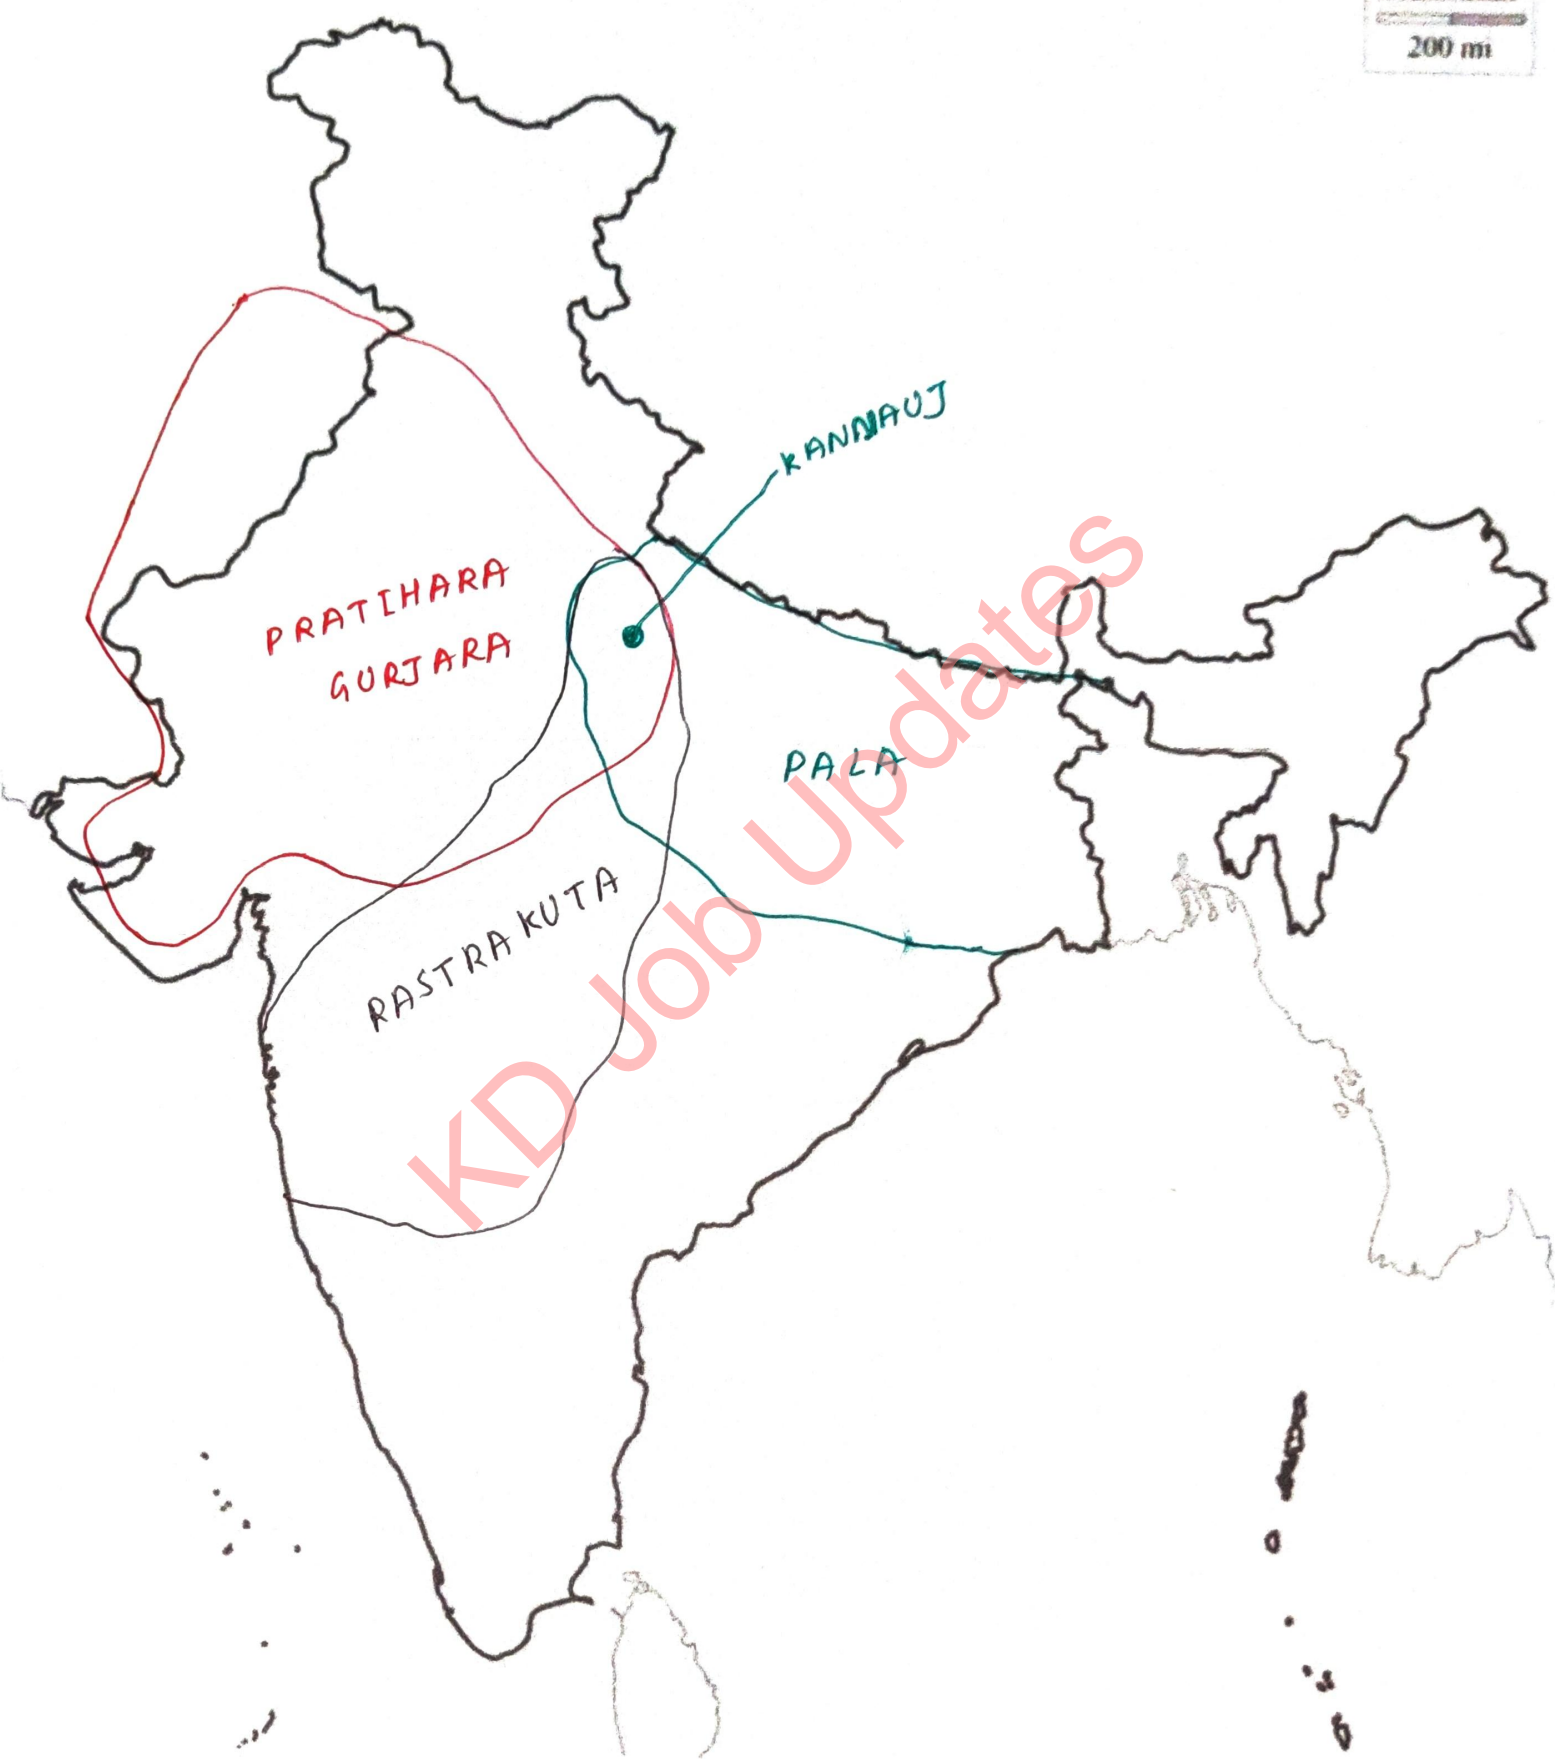 200 mi
KANNAUJ
PRATIHARA
GURJARA
PALA
RASTRAKUTA
KD Job Updates